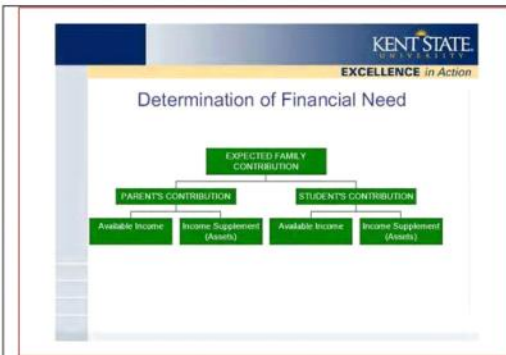 KENT STATE.
UNIVERSITY
EXCELLENCE in Action
Determination of Financial Need
EXPECTED FAMILY
CONTRIBUTION
PARENT'S CONTRIBUTION
STUDENT'S CONTRIBUTION
Available Income
Income Supplement
(Assets)
Available Income
Income Supplement
(Assets)